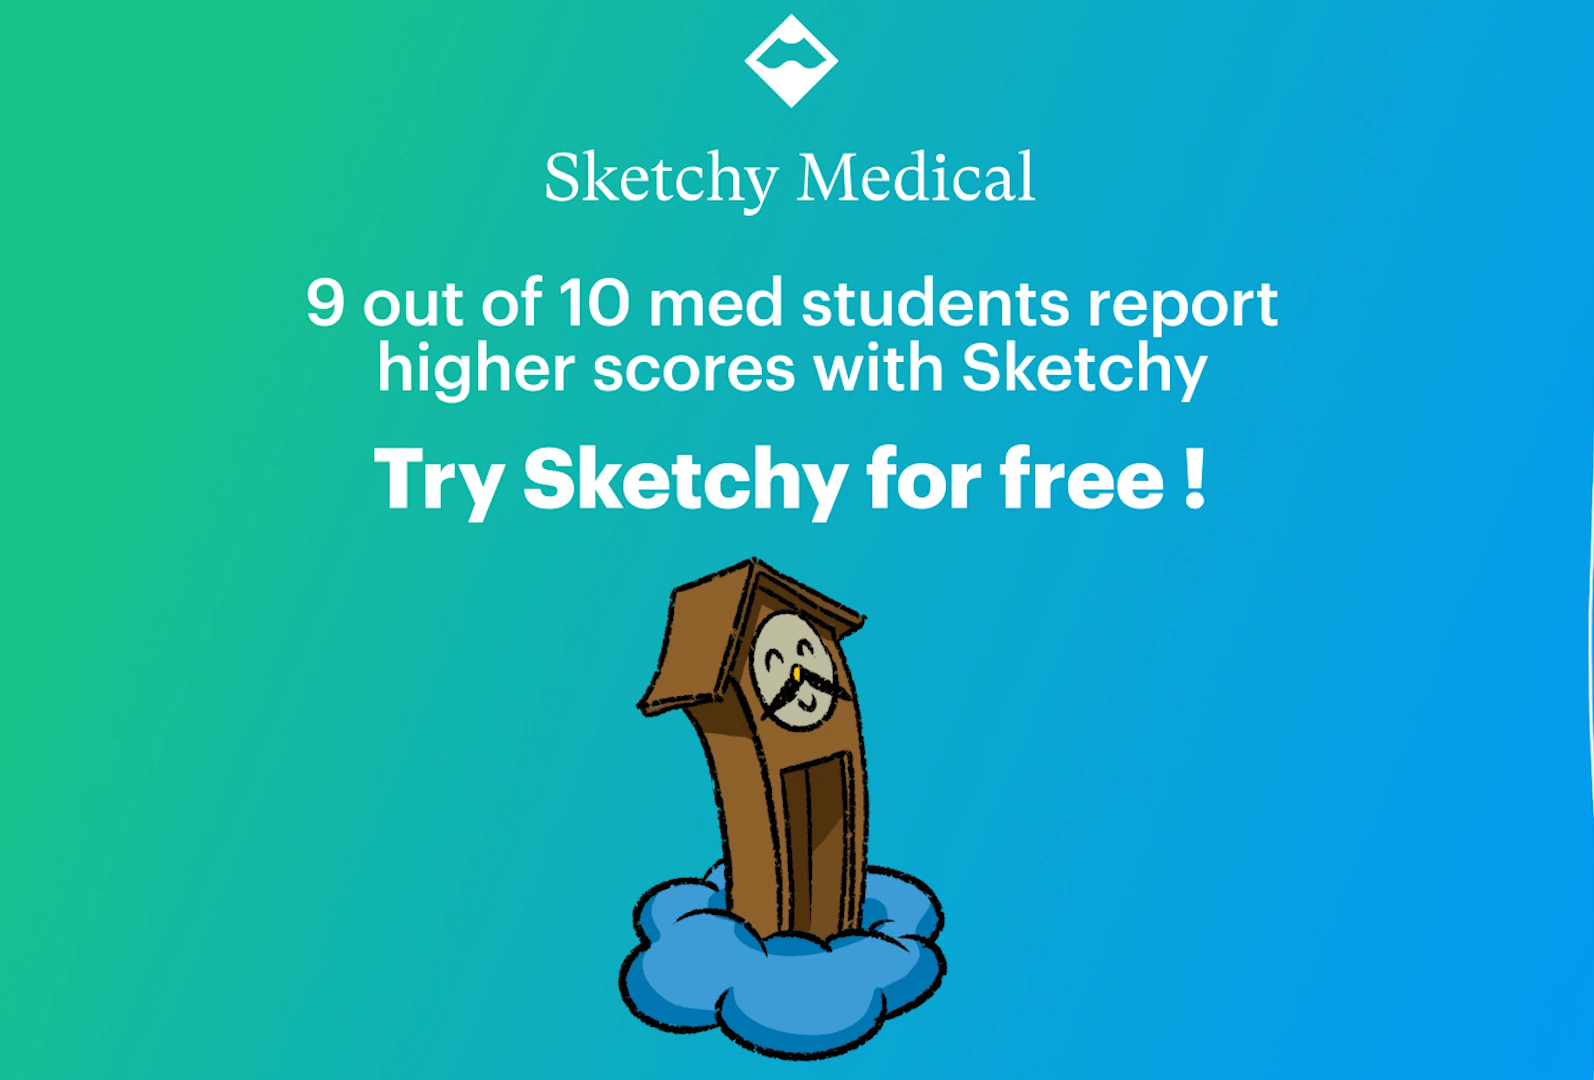 Sketchy Medical
9 out of 10 med students report
higher scores with Sketchy
Try Sketchy for free !